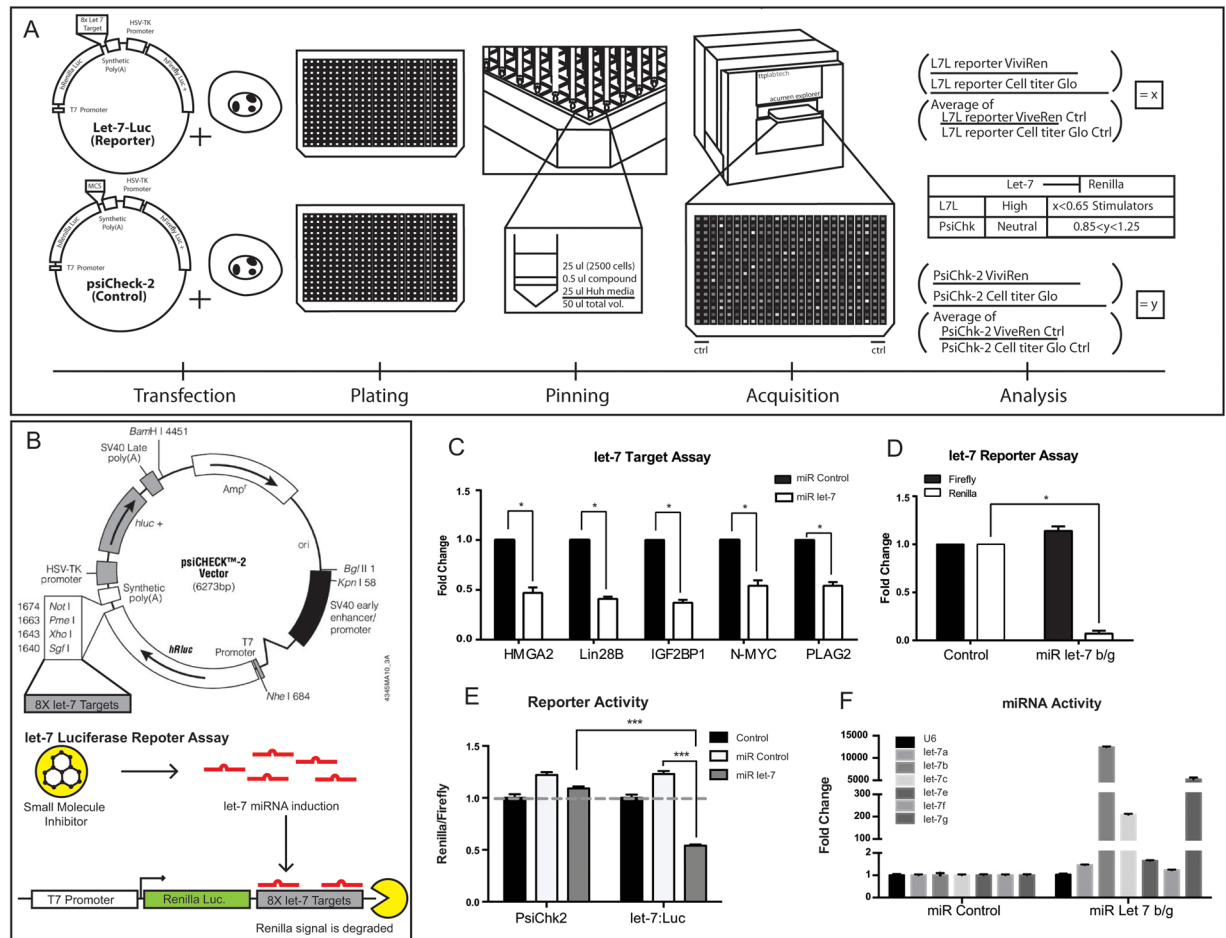 A
8x Let 7
Target
HSV-TK
Promoter
Synthetic
Poly(A)
hRenilla Luc
hFirefly Luc +
T7 Promoter
Let-7-Luc
(Reporter)
+
MCS
HSV-TK
Promoter
Synthetic
Poly(A)
hRenilla Luc
hFirefly Luc +
T7 Promoter
psiCheck-2
(Control)
+
25 ul (2500 cells)
0.5 ul compound
25 ul Huh media
50 ul total vol.
ttplabtech
acumen explorer
ctrl
ctrl
L7L reporter ViviRen
L7L reporter Cell titer Glo
Average of
L7L reporter ViveRen Ctrl
L7L reporter Cell titer Glo Ctrl
= x
Let-7 Renilla
L7L High x<0.65 Stimulators
PsiChk Neutral 0.85<y<1.25
PsiChk-2 ViviRen
PsiChk-2 Cell titer Glo
Average of
PsiChk-2 ViveRen Ctrl
PsiChk-2 Cell titer Glo Ctrl
= y
Transfection Plating Pinning Acquisition Analysis
B
BamH I 4451
SV40 Late
poly(A)
Ampr
hluc +
ori
psiCHECK™-2
Vector
(6273bp)
Bgl II 1
Kpn I 58
HSV-TK
promoter
Synthetic
poly(A)
SV40 early
enhancer/
promoter
1674 Not I
1663 Pme I
1643 Xho I
1640 Sgf I
hRluc
T7
Promoter
Nhe I 684
4345MA10_3A
8X let-7 Targets
let-7 Luciferase Repoter Assay
Small Molecule
Inhibitor
let-7 miRNA induction
T7 Promoter
Renilla Luc.
8X let-7 Targets
Renilla signal is degraded
C
let-7 Target Assay
miR Control
miR let-7
Fold Change
1.5
1.0
0.5
0.0
* * * * *
HMGA2 Lin28B IGF2BP1 N-MYC PLAG2
D
let-7 Reporter Assay
Firefly
Renilla
Fold Change
1.5
1.0
0.5
0.0
*
Control miR let-7 b/g
E
Reporter Activity
Control
miR Control
miR let-7
Renilla/Firefly
1.5
1.0
0.5
0.0
***
***
PsiChk2 let-7:Luc
F
miRNA Activity
U6
let-7a
let-7b
let-7c
let-7e
let-7f
let-7g
Fold Change
15000
10000
5000
300
200
100
2
1
0
miR Control miR Let 7 b/g